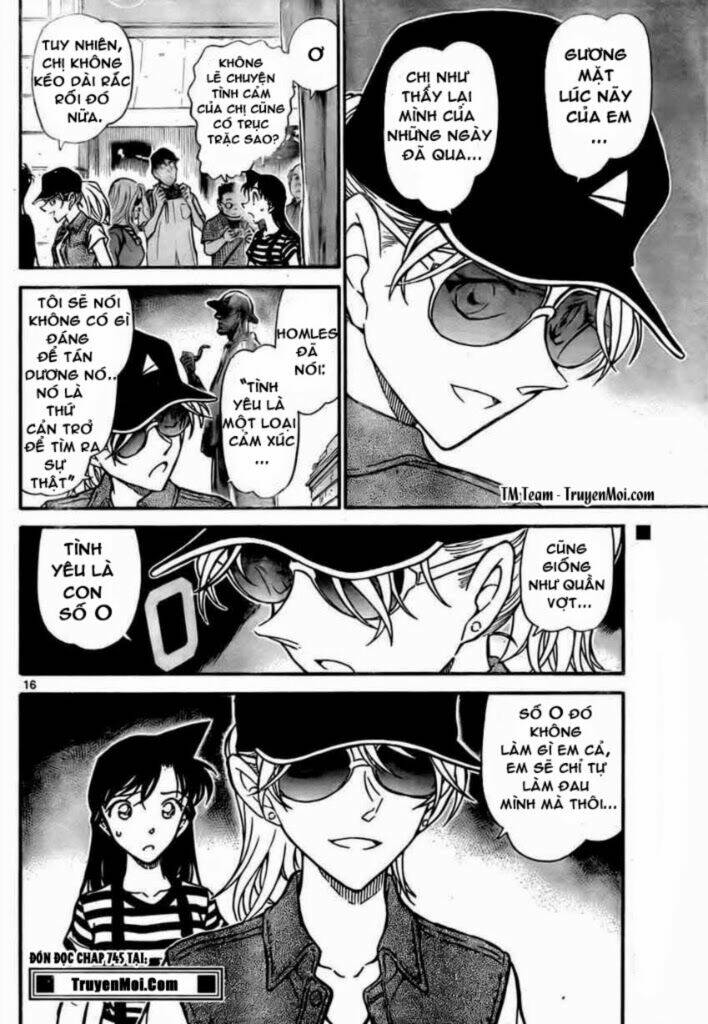 GƯƠNG
MẶT
LÚC NÃY
CỦA EM
...
CHỊ NHƯ
THẤY LẠI
MÌNH CỦA
NHỮNG NGÀY
ĐÃ QUA...
Ơ
KHÔNG
LẼ CHUYỆN
TÌNH CẢM
CỦA CHỊ CŨNG
CÓ TRỤC
TRẶC SAO?
TUY NHIÊN,
CHỊ KHÔNG
KÉO DÀI RẮC
RỐI ĐÓ
NỮA.
HOMLES
ĐÃ
NÓI:
"TÌNH
YÊU LÀ
MỘT LOẠI
CẢM XÚC
...
TÔI SẼ NÓI
KHÔNG CÓ GÌ
ĐÁNG
ĐỂ TÁN
DƯƠNG NÓ..
NÓ LÀ
THỨ
CẢN TRỞ
ĐỂ TÌM RA
SỰ
THẬT"
TM Team - TruyenMoi.com
CŨNG
GIỐNG
NHƯ QUẦN
VỢT...
TÌNH
YÊU LÀ
CON
SỐ 0
0
16
SỐ 0 ĐÓ
KHÔNG
LÀM GÌ EM CẢ,
EM SẼ CHỈ TỰ
LÀM ĐAU
MÌNH MÀ THÔI...
ĐÓN ĐỌC CHAP 745 TẠI:
TruyenMoi.Com